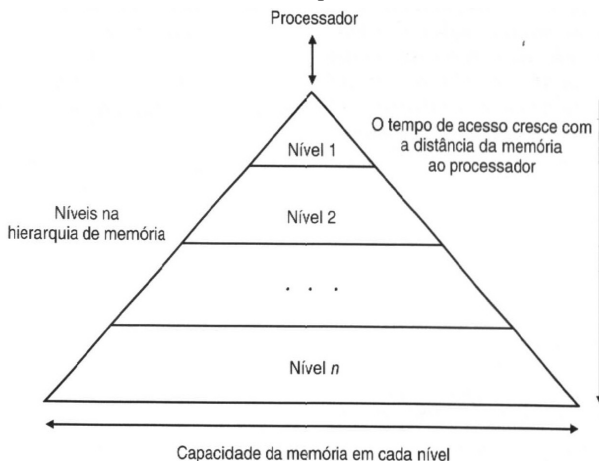 Processador
Nível 1
O tempo de acesso cresce com
a distância da memória
ao processador
Níveis na
hierarquia de memória
Nível 2
. . .
Nível n
Capacidade da memória em cada nível